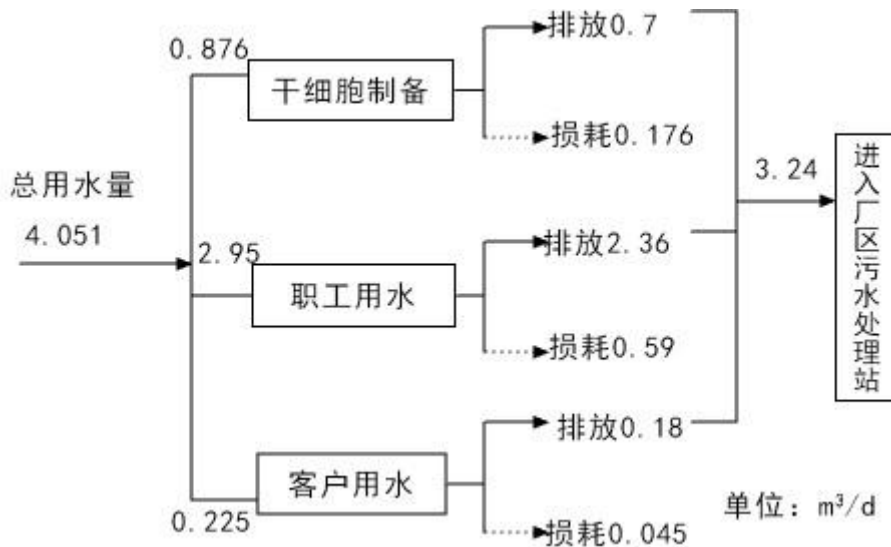 排放0.7
0.876
干细胞制备
损耗0.176
进入厂区污水处理站
3.24
总用水量
4.051
2.95
排放2.36
职工用水
损耗0.59
排放0.18
客户用水
0.225
单位：m³/d
损耗0.045